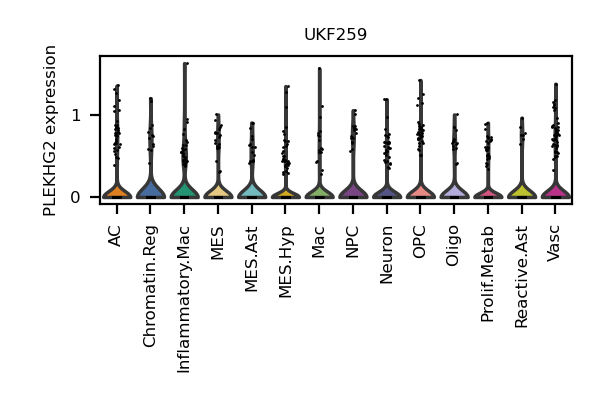 UKF259
PLEKHG2 expression
1
0
AC
Chromatin.Reg
Inflammatory.Mac
MES
MES.Ast
MES.Hyp
Mac
NPC
Neuron
OPC
Oligo
Prolif.Metab
Reactive.Ast
Vasc